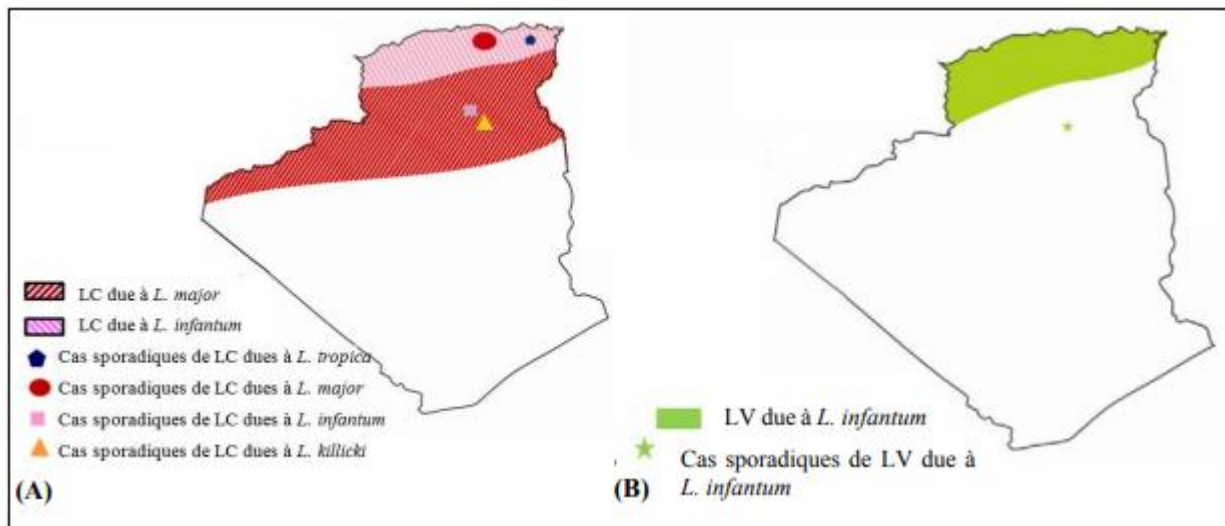 LC due à L. major
LC due à L. infantum
Cas sporadiques de LC dues à L. tropica
Cas sporadiques de LC dues à L. major
Cas sporadiques de LC dues à L. infantum
Cas sporadiques de LC dues à L. killicki
(A)
LV due à L. infantum
Cas sporadiques de LV due à
L. infantum
(B)